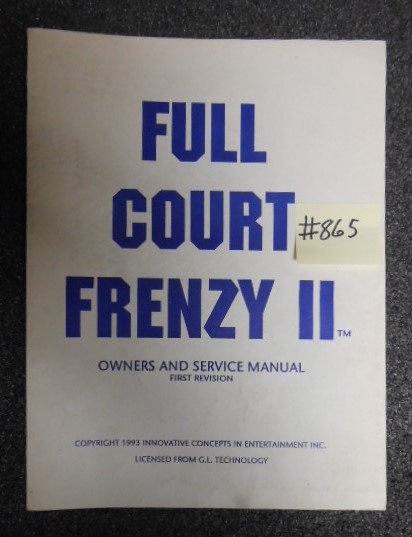 FULL
COURT
#865
FRENZY II™
OWNERS AND SERVICE MANUAL
FIRST REVISION
COPYRIGHT 1993 INNOVATIVE CONCEPTS IN ENTERTAINMENT INC.
LICENSED FROM G.L. TECHNOLOGY